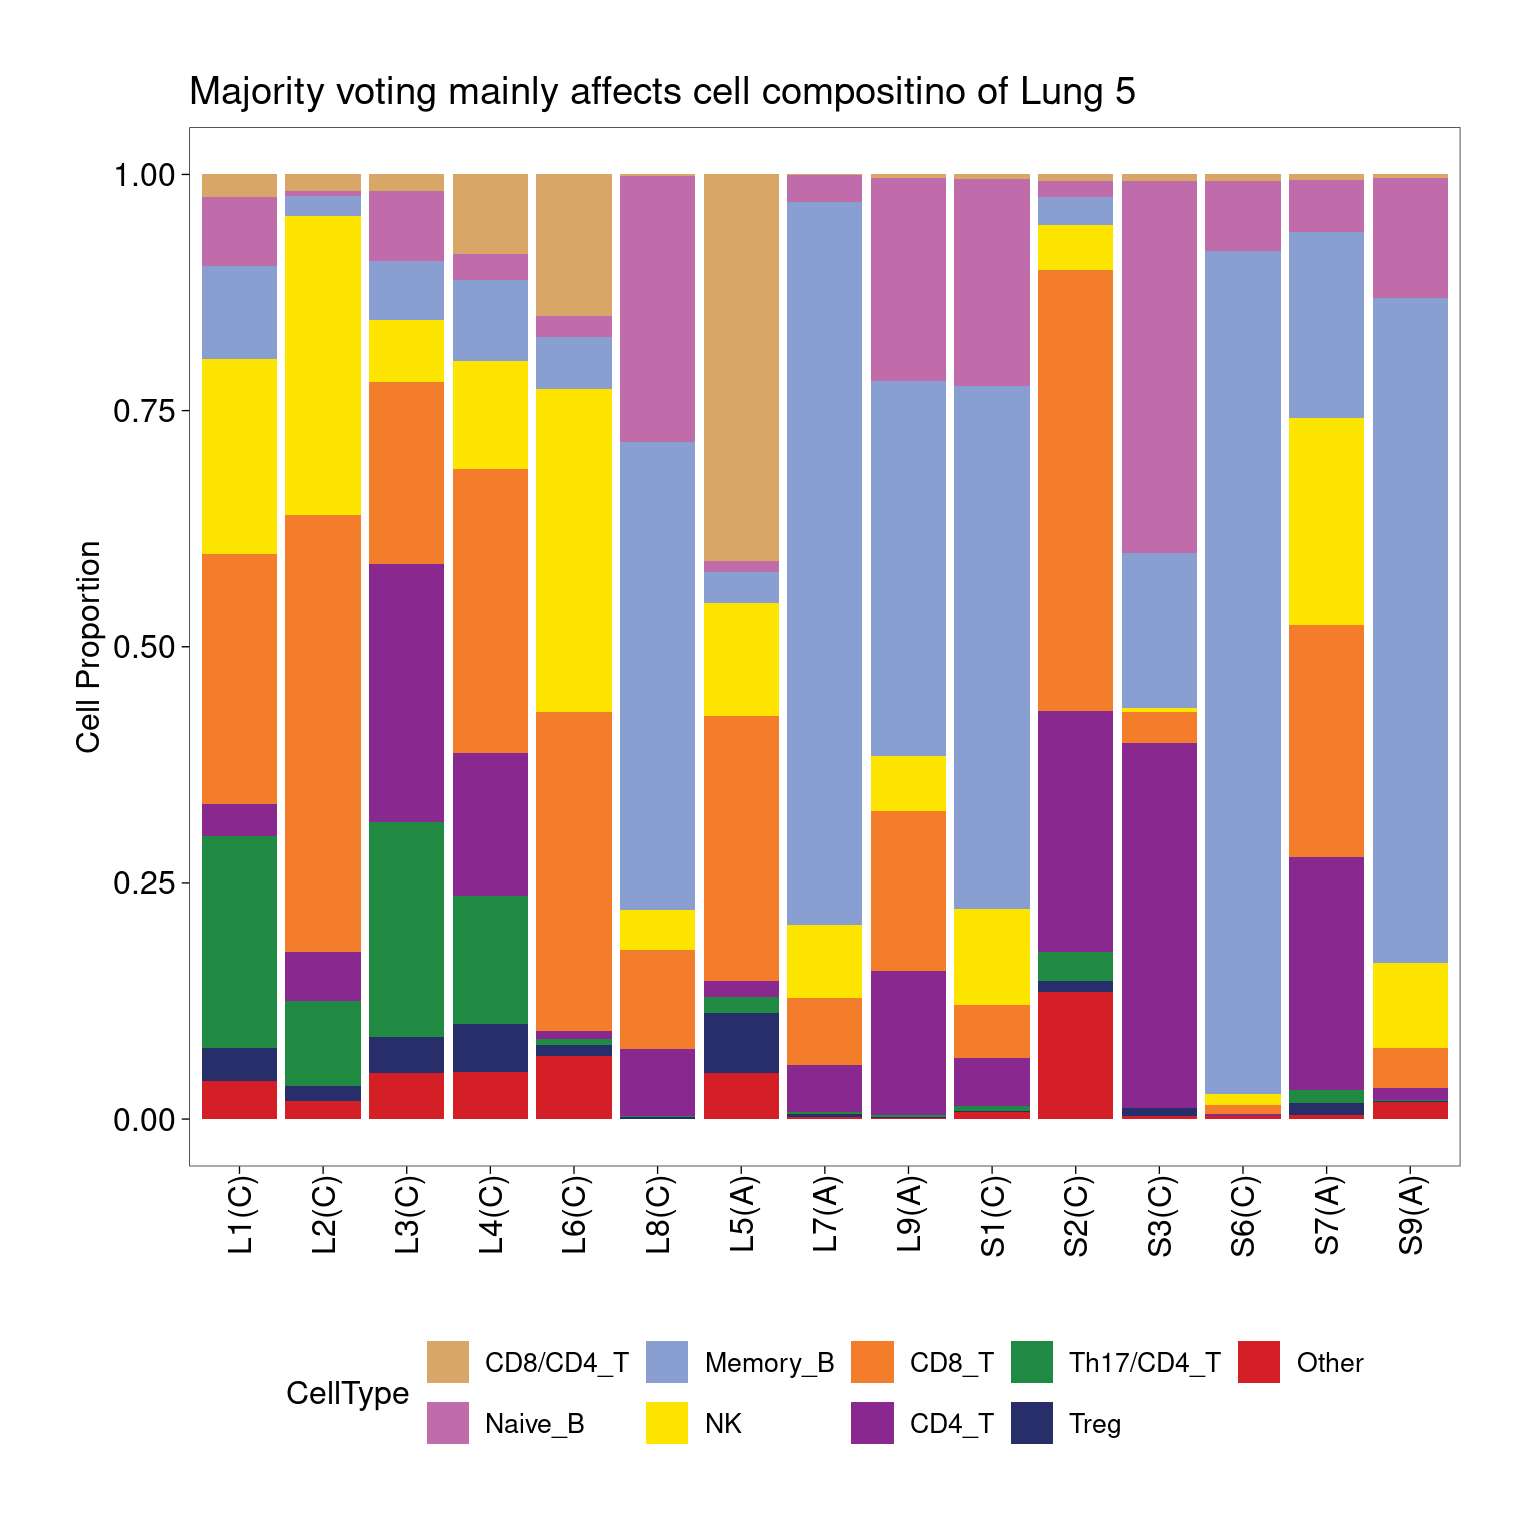 Majority voting mainly affects cell compositino of Lung 5
1.00
0.75
0.50
0.25
0.00
Cell Proportion
L1(C)
L2(C)
L3(C)
L4(C)
L6(C)
L8(C)
L5(A)
L7(A)
L9(A)
S1(C)
S2(C)
S3(C)
S6(C)
S7(A)
S9(A)
CellType
CD8/CD4_T
Memory_B
CD8_T
Th17/CD4_T
Other
Naive_B
NK
CD4_T
Treg